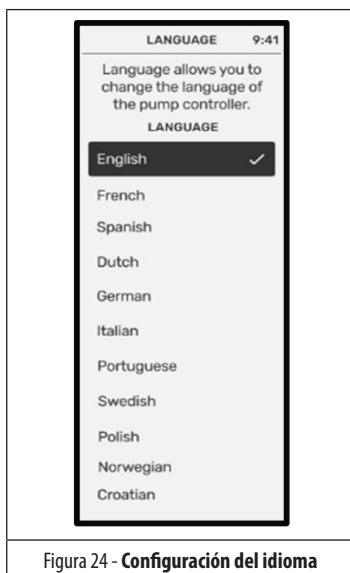 LANGUAGE 9:41
Language allows you to
change the language of
the pump controller.
LANGUAGE
English
French
Spanish
Dutch
German
Italian
Portuguese
Swedish
Polish
Norwegian
Croatian
Figura 24 - Configuración del idioma